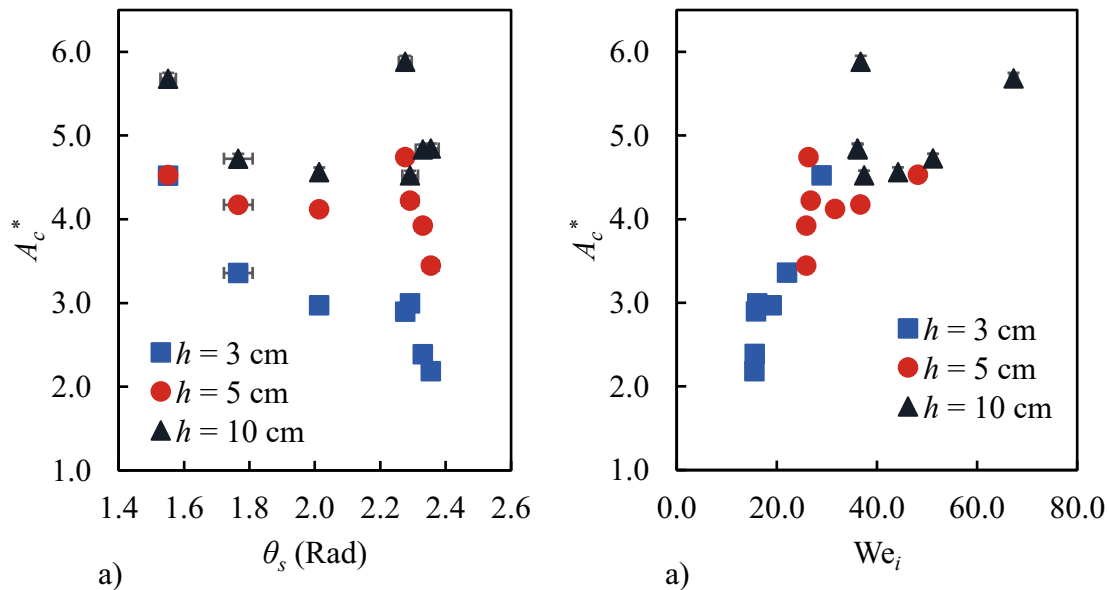 6.0
5.0
4.0
3.0
2.0
1.0
A_c^*
h = 3 cm
h = 5 cm
h = 10 cm
1.4 1.6 1.8 2.0 2.2 2.4 2.6
θ_s (Rad)
a)
6.0
5.0
4.0
3.0
2.0
1.0
A_c^*
h = 3 cm
h = 5 cm
h = 10 cm
0.0 20.0 40.0 60.0 80.0
We_i
a)